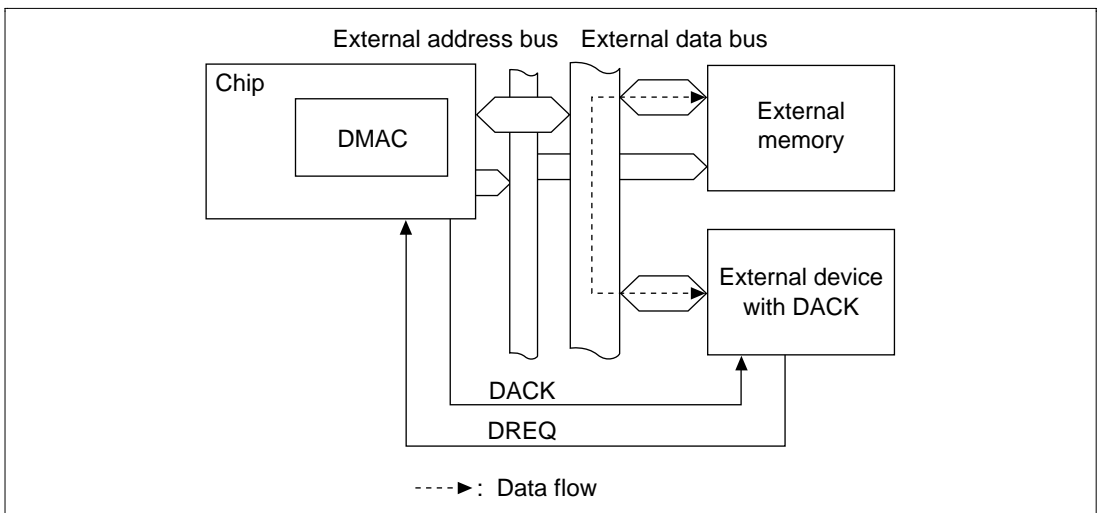 External address bus
External data bus
Chip
DMAC
External
memory
External device
with DACK
DACK
DREQ
: Data flow